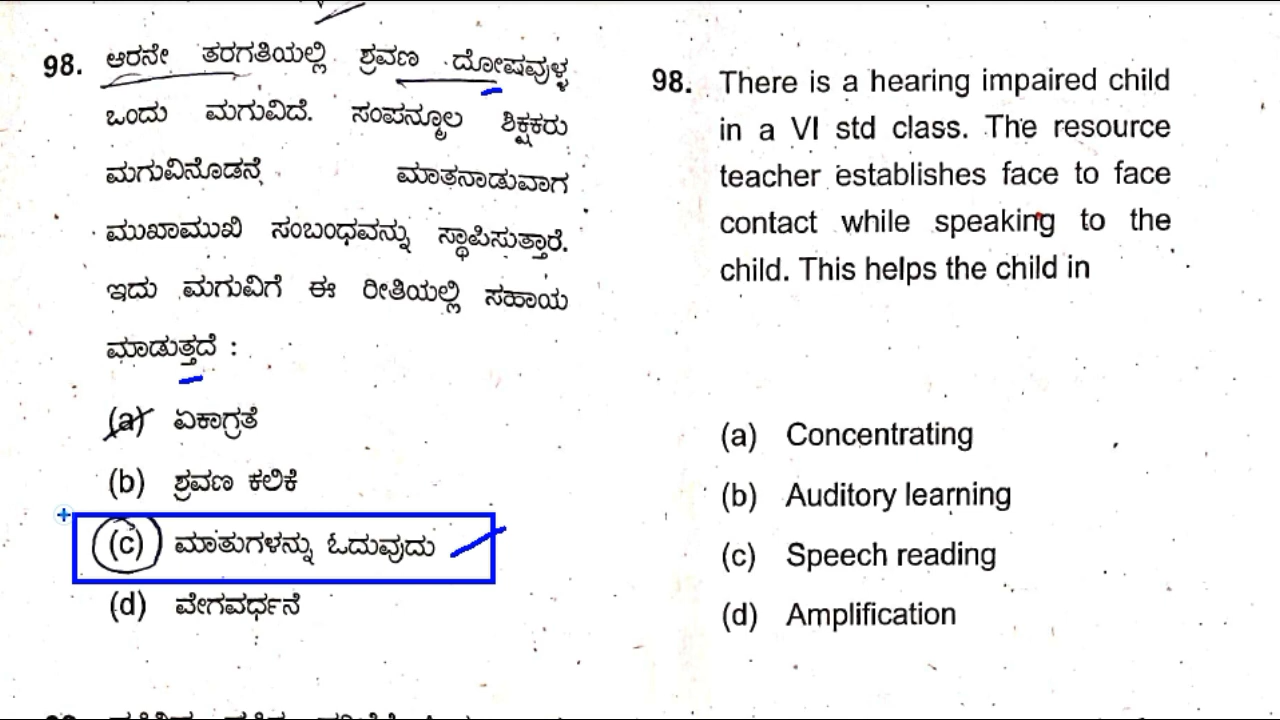 98. ಆರನೇ ತರಗತಿಯಲ್ಲಿ ಶ್ರವಣ ದೋಷವುಳ್ಳ
ಒಂದು ಮಗುವಿದೆ. ಸಂಪನ್ಮೂಲ ಶಿಕ್ಷಕರು
ಮಗುವಿನೊಡನೆ ಮಾತನಾಡುವಾಗ
ಮುಖಾಮುಖಿ ಸಂಬಂಧವನ್ನು ಸ್ಥಾಪಿಸುತ್ತಾರೆ.
ಇದು ಮಗುವಿಗೆ ಈ ರೀತಿಯಲ್ಲಿ ಸಹಾಯ
ಮಾಡುತ್ತದೆ :
(a) ಏಕಾಗ್ರತೆ
(b) ಶ್ರವಣ ಕಲಿಕೆ
(c) ಮಾತುಗಳನ್ನು ಓದುವುದು
(d) ವೇಗವರ್ಧನೆ
98. There is a hearing impaired child
in a VI std class. The resource
teacher establishes face to face
contact while speaking to the
child. This helps the child in
(a) Concentrating
(b) Auditory learning
(c) Speech reading
(d) Amplification